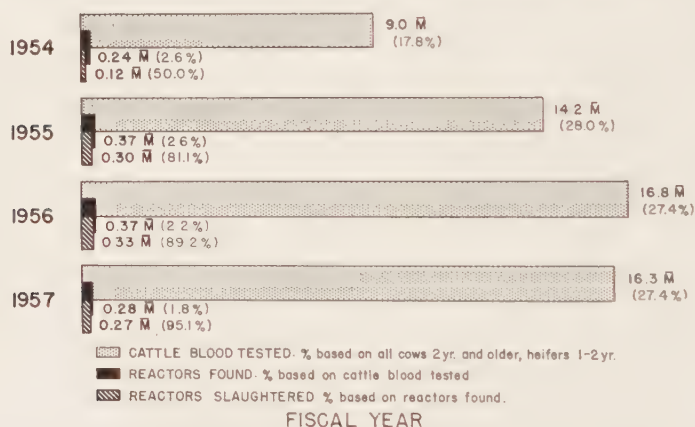 1954
9.0 M̄
(17.8%)
0.24 M̄ (2.6%)
0.12 M̄ (50.0%)
1955
14.2 M̄
(28.0%)
0.37 M̄ (2.6%)
0.30 M̄ (81.1%)
1956
16.8 M̄
(27.4%)
0.37 M̄ (2.2%)
0.33 M̄ (89.2%)
1957
16.3 M̄
(27.4%)
0.28 M̄ (1.8%)
0.27 M̄ (95.1%)
CATTLE BLOOD TESTED. % based on all cows 2yr. and older, heifers 1-2yr.
REACTORS FOUND. % based on cattle blood tested
REACTORS SLAUGHTERED % based on reactors found.
FISCAL YEAR